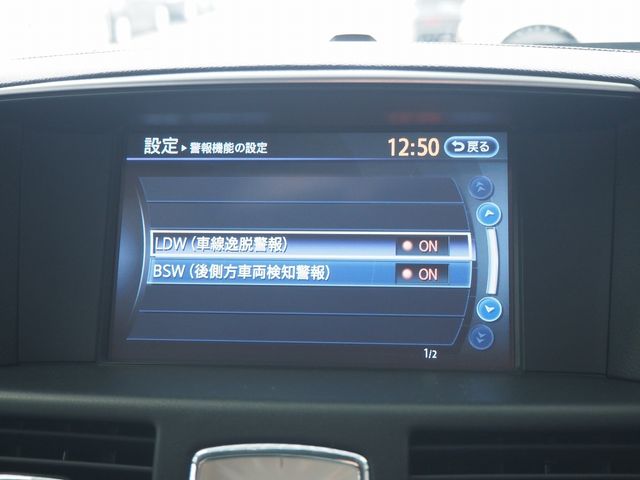 設定▶警報機能の設定 12:50 戻る
LDW（車線逸脱警報） ON
BSW（後側方車両検知警報） ON
1/2